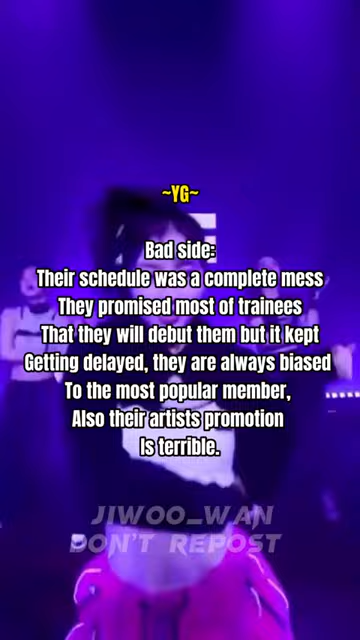 ~YG~
Bad side:
Their schedule was a complete mess
They promised most of trainees
That they will debut them but it kept
Getting delayed, they are always biased
To the most popular member,
Also their artists promotion
Is terrible.
JIWOO_WAN
DON'T REPOST